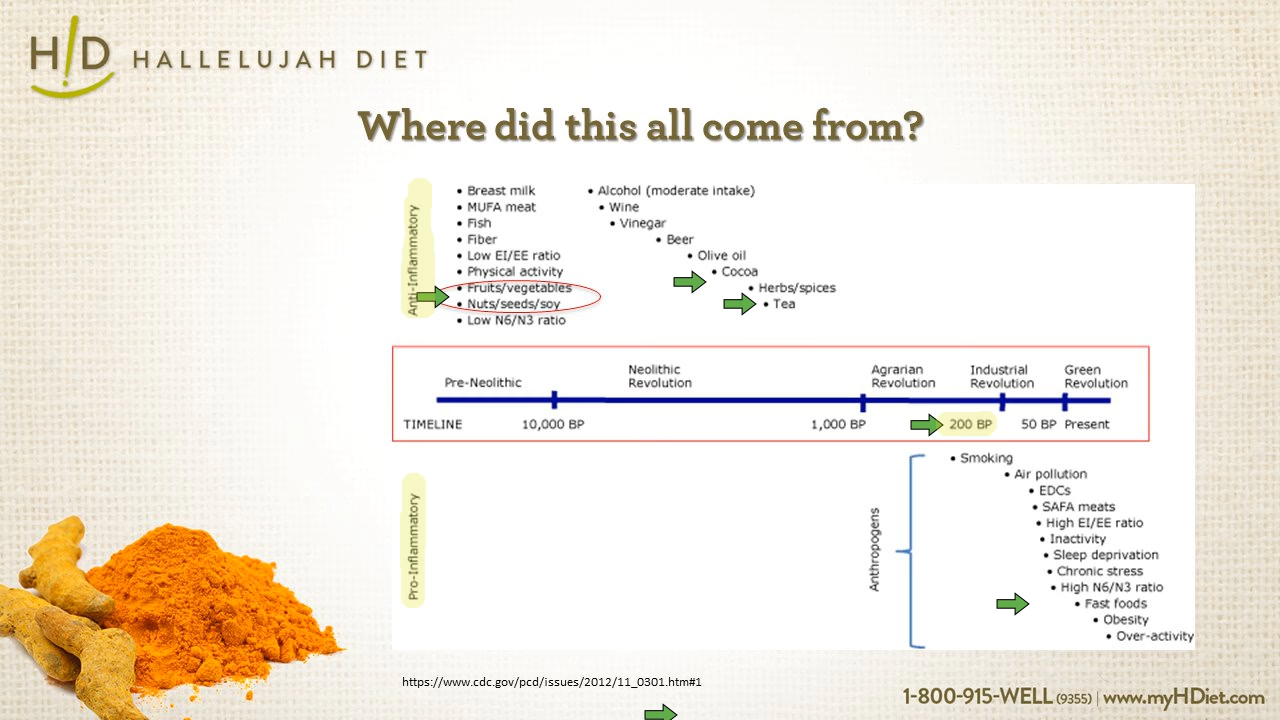 H!D HALLELUJAH DIET
Where did this all come from?
Anti-Inflammatory
• Breast milk
• MUFA meat
• Fish
• Fiber
• Low EI/EE ratio
• Physical activity
• Fruits/vegetables
• Nuts/seeds/soy
• Low N6/N3 ratio
• Alcohol (moderate intake)
• Wine
• Vinegar
• Beer
• Olive oil
• Cocoa
• Herbs/spices
• Tea
Pre-Neolithic
Neolithic
Revolution
Agrarian
Revolution
Industrial
Revolution
Green
Revolution
TIMELINE 10,000 BP 1,000 BP 200 BP 50 BP Present
Pro-Inflammatory
Anthropogens
• Smoking
• Air pollution
• EDCs
• SAFA meats
• High EI/EE ratio
• Inactivity
• Sleep deprivation
• Chronic stress
• High N6/N3 ratio
• Fast foods
• Obesity
• Over-activity
https://www.cdc.gov/pcd/issues/2012/11_0301.htm#1
1-800-915-WELL (9355) | www.myHDiet.com